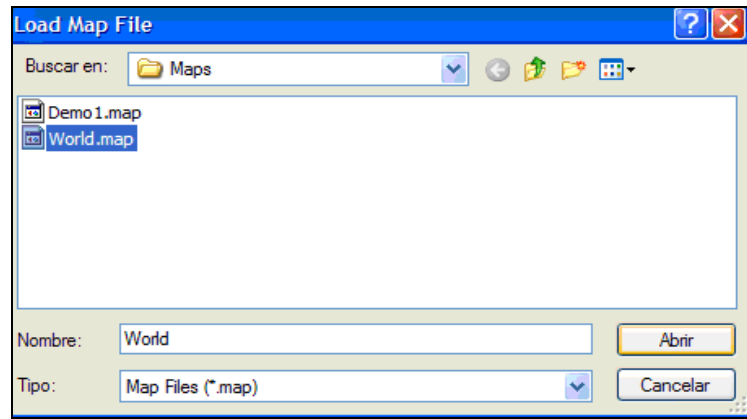 Load Map File
Buscar en: Maps
Demo1.map
World.map
Nombre: World Abrir
Tipo: Map Files (*.map) Cancelar